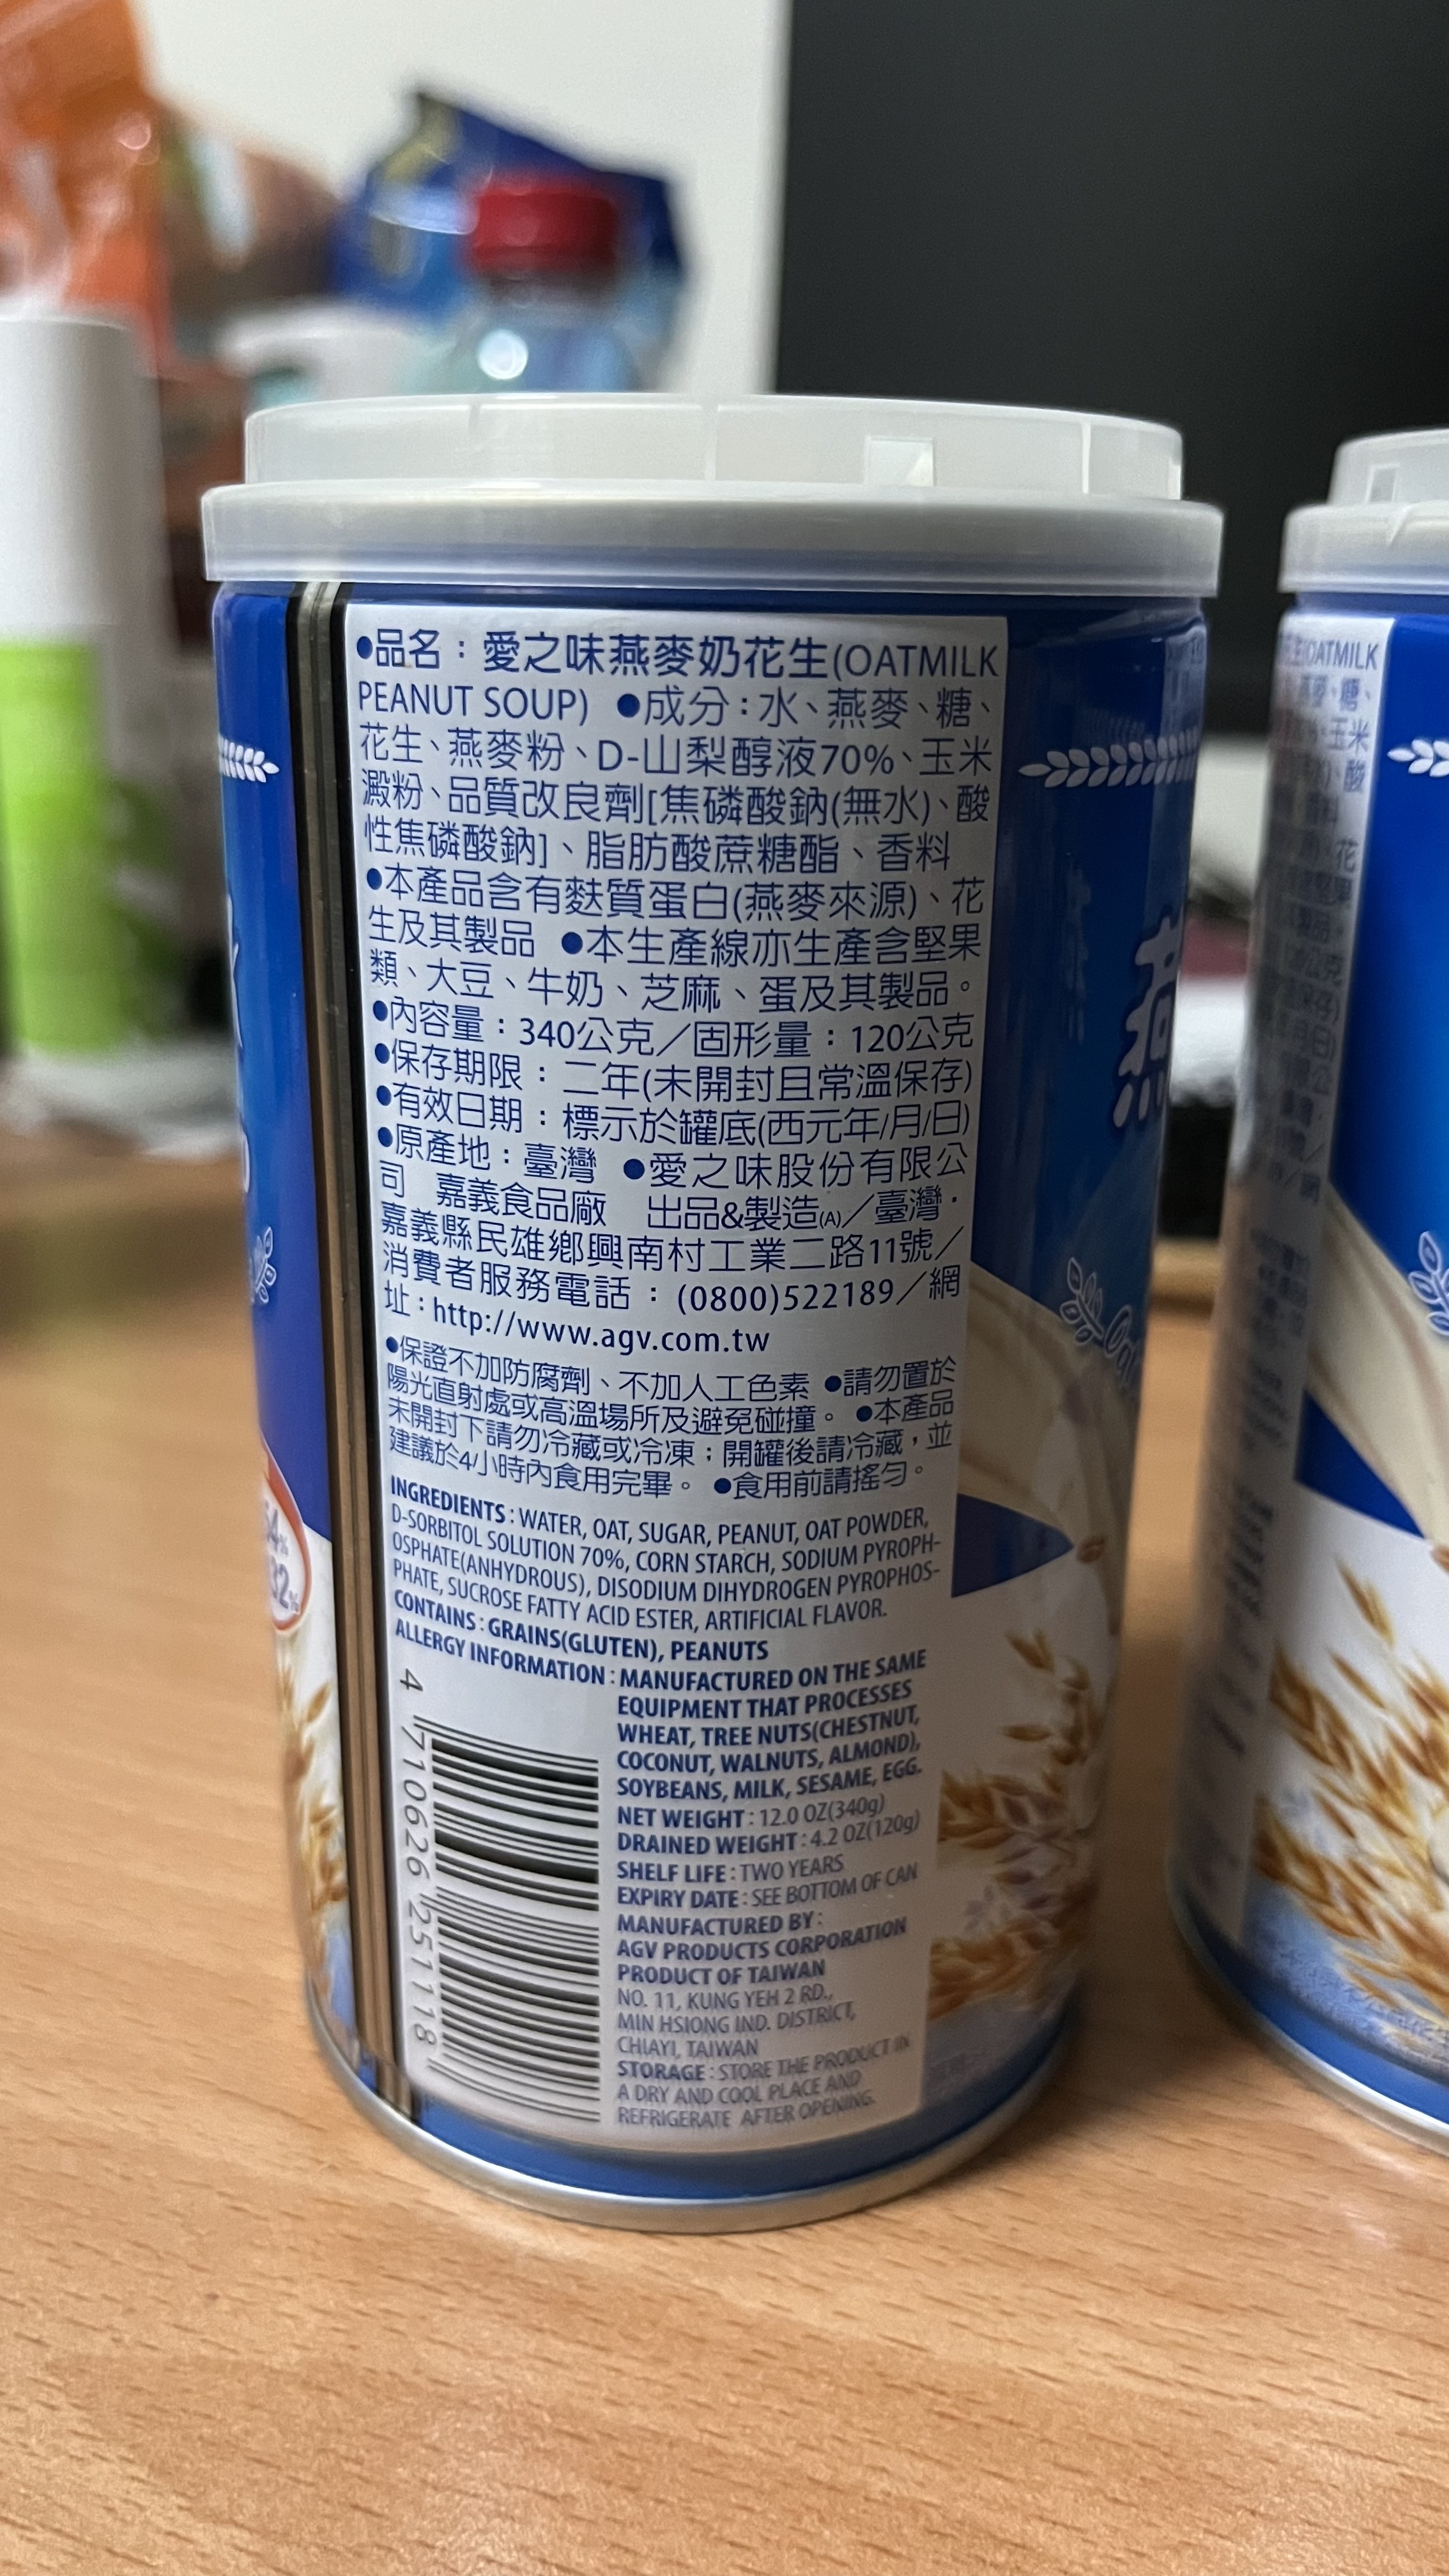 ●品名：愛之味燕麥奶花生(OATMILK
PEANUT SOUP) ●成分：水、燕麥、糖、
花生、燕麥粉、D-山梨醇液70%、玉米
澱粉、品質改良劑[焦磷酸鈉(無水)、酸
性焦磷酸鈉]、脂肪酸蔗糖酯、香料
●本產品含有麩質蛋白(燕麥來源)、花
生及其製品 ●本生產線亦生產含堅果
類、大豆、牛奶、芝麻、蛋及其製品。
●內容量：340公克／固形量：120公克
●保存期限：二年(未開封且常溫保存)
●有效日期：標示於罐底(西元年/月/日)
●原產地：臺灣 ●愛之味股份有限公
司 嘉義食品廠 出品&製造(A)／臺灣・
嘉義縣民雄鄉興南村工業二路11號／
消費者服務電話：(0800)522189／網
址：http://www.agv.com.tw
●保證不加防腐劑、不加人工色素 ●請勿置於
陽光直射處或高溫場所及避免碰撞。 ●本產品
未開封下請勿冷藏或冷凍；開罐後請冷藏，並
建議於4小時內食用完畢。 ●食用前請搖勻。
INGREDIENTS：WATER, OAT, SUGAR, PEANUT, OAT POWDER,
D-SORBITOL SOLUTION 70%, CORN STARCH, SODIUM PYROPH-
OSPHATE(ANHYDROUS), DISODIUM DIHYDROGEN PYROPHOS-
PHATE, SUCROSE FATTY ACID ESTER, ARTIFICIAL FLAVOR.
CONTAINS：GRAINS(GLUTEN), PEANUTS
ALLERGY INFORMATION：MANUFACTURED ON THE SAME
EQUIPMENT THAT PROCESSES
WHEAT, TREE NUTS(CHESTNUT,
COCONUT, WALNUTS, ALMOND),
SOYBEANS, MILK, SESAME, EGG.
NET WEIGHT：12.0 OZ(340g)
DRAINED WEIGHT：4.2 OZ(120g)
SHELF LIFE：TWO YEARS
EXPIRY DATE：SEE BOTTOM OF CAN
MANUFACTURED BY：
AGV PRODUCTS CORPORATION
PRODUCT OF TAIWAN
NO. 11, KUNG YEH 2 RD.,
MIN HSIONG IND. DISTRICT,
CHIAYI, TAIWAN
STORAGE：STORE THE PRODUCT IN
A DRY AND COOL PLACE AND
REFRIGERATE AFTER OPENING.
4 710626 251118
燕
OATMILK